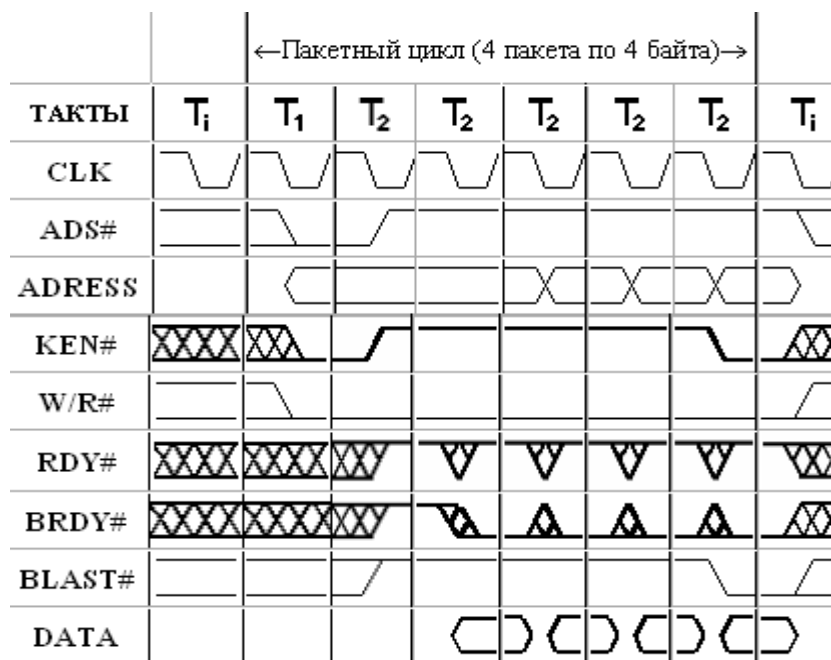 ←Пакетный цикл (4 пакета по 4 байта)→
ТАКТЫ Ti T1 T2 T2 T2 T2 T2 Ti
CLK
ADS#
ADRESS
KEN#
W/R#
RDY#
BRDY#
BLAST#
DATA